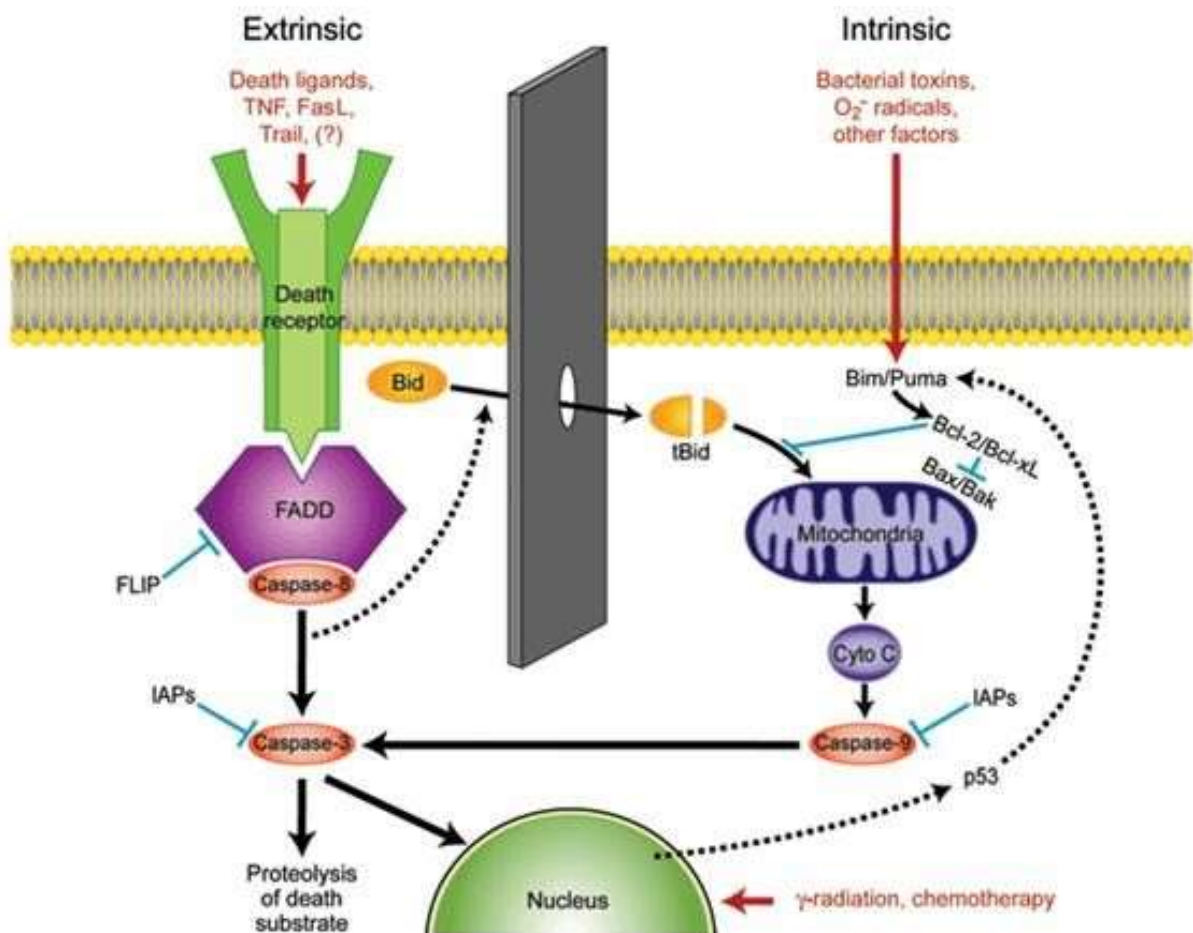 Extrinsic
Death ligands,
TNF, FasL,
Trail, (?)
Intrinsic
Bacterial toxins,
O₂⁻ radicals,
other factors
Death
receptor
Bid
tBid
Bim/Puma
Bcl-2/Bcl-xL
Bax/Bak
FADD
Mitochondria
FLIP
Caspase-8
Cyto C
IAPs
IAPs
Caspase-3
Caspase-9
p53
Proteolysis
of death
substrate
Nucleus
γ-radiation, chemotherapy